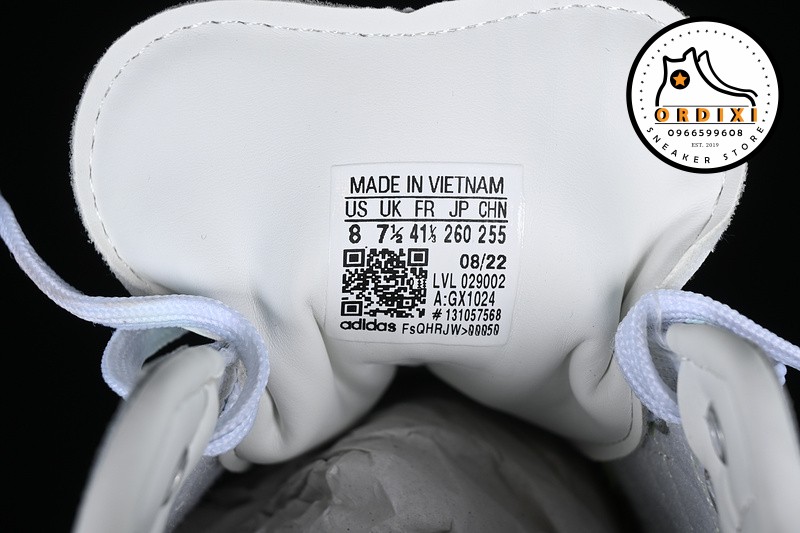 ORDIXI
0966599608
EST. 2019
SNEAKER STORE
MADE IN VIETNAM
US UK FR JP CHN
8 7½ 41⅓ 260 255
08/22
LVL 029002
A:GX1024
# 131057568
adidas FsQHRJW>00050